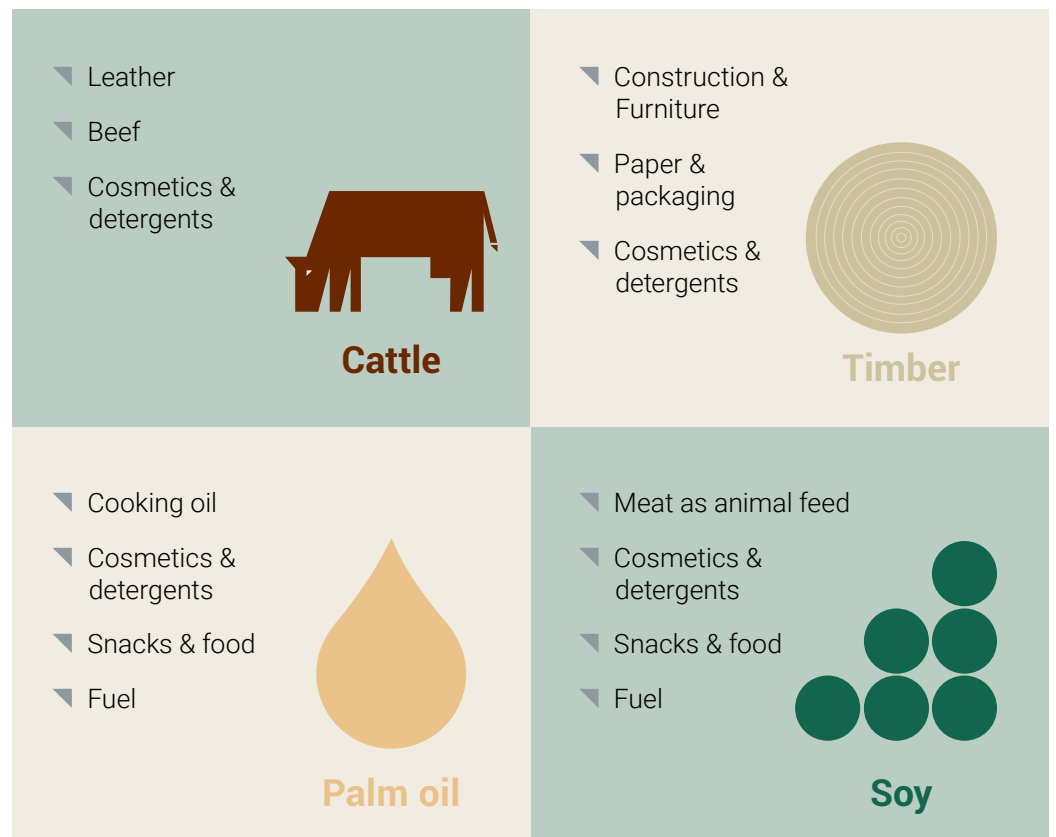 Leather
Beef
Cosmetics &
detergents
Cattle
Construction &
Furniture
Paper &
packaging
Cosmetics &
detergents
Timber
Cooking oil
Cosmetics &
detergents
Snacks & food
Fuel
Palm oil
Meat as animal feed
Cosmetics &
detergents
Snacks & food
Fuel
Soy